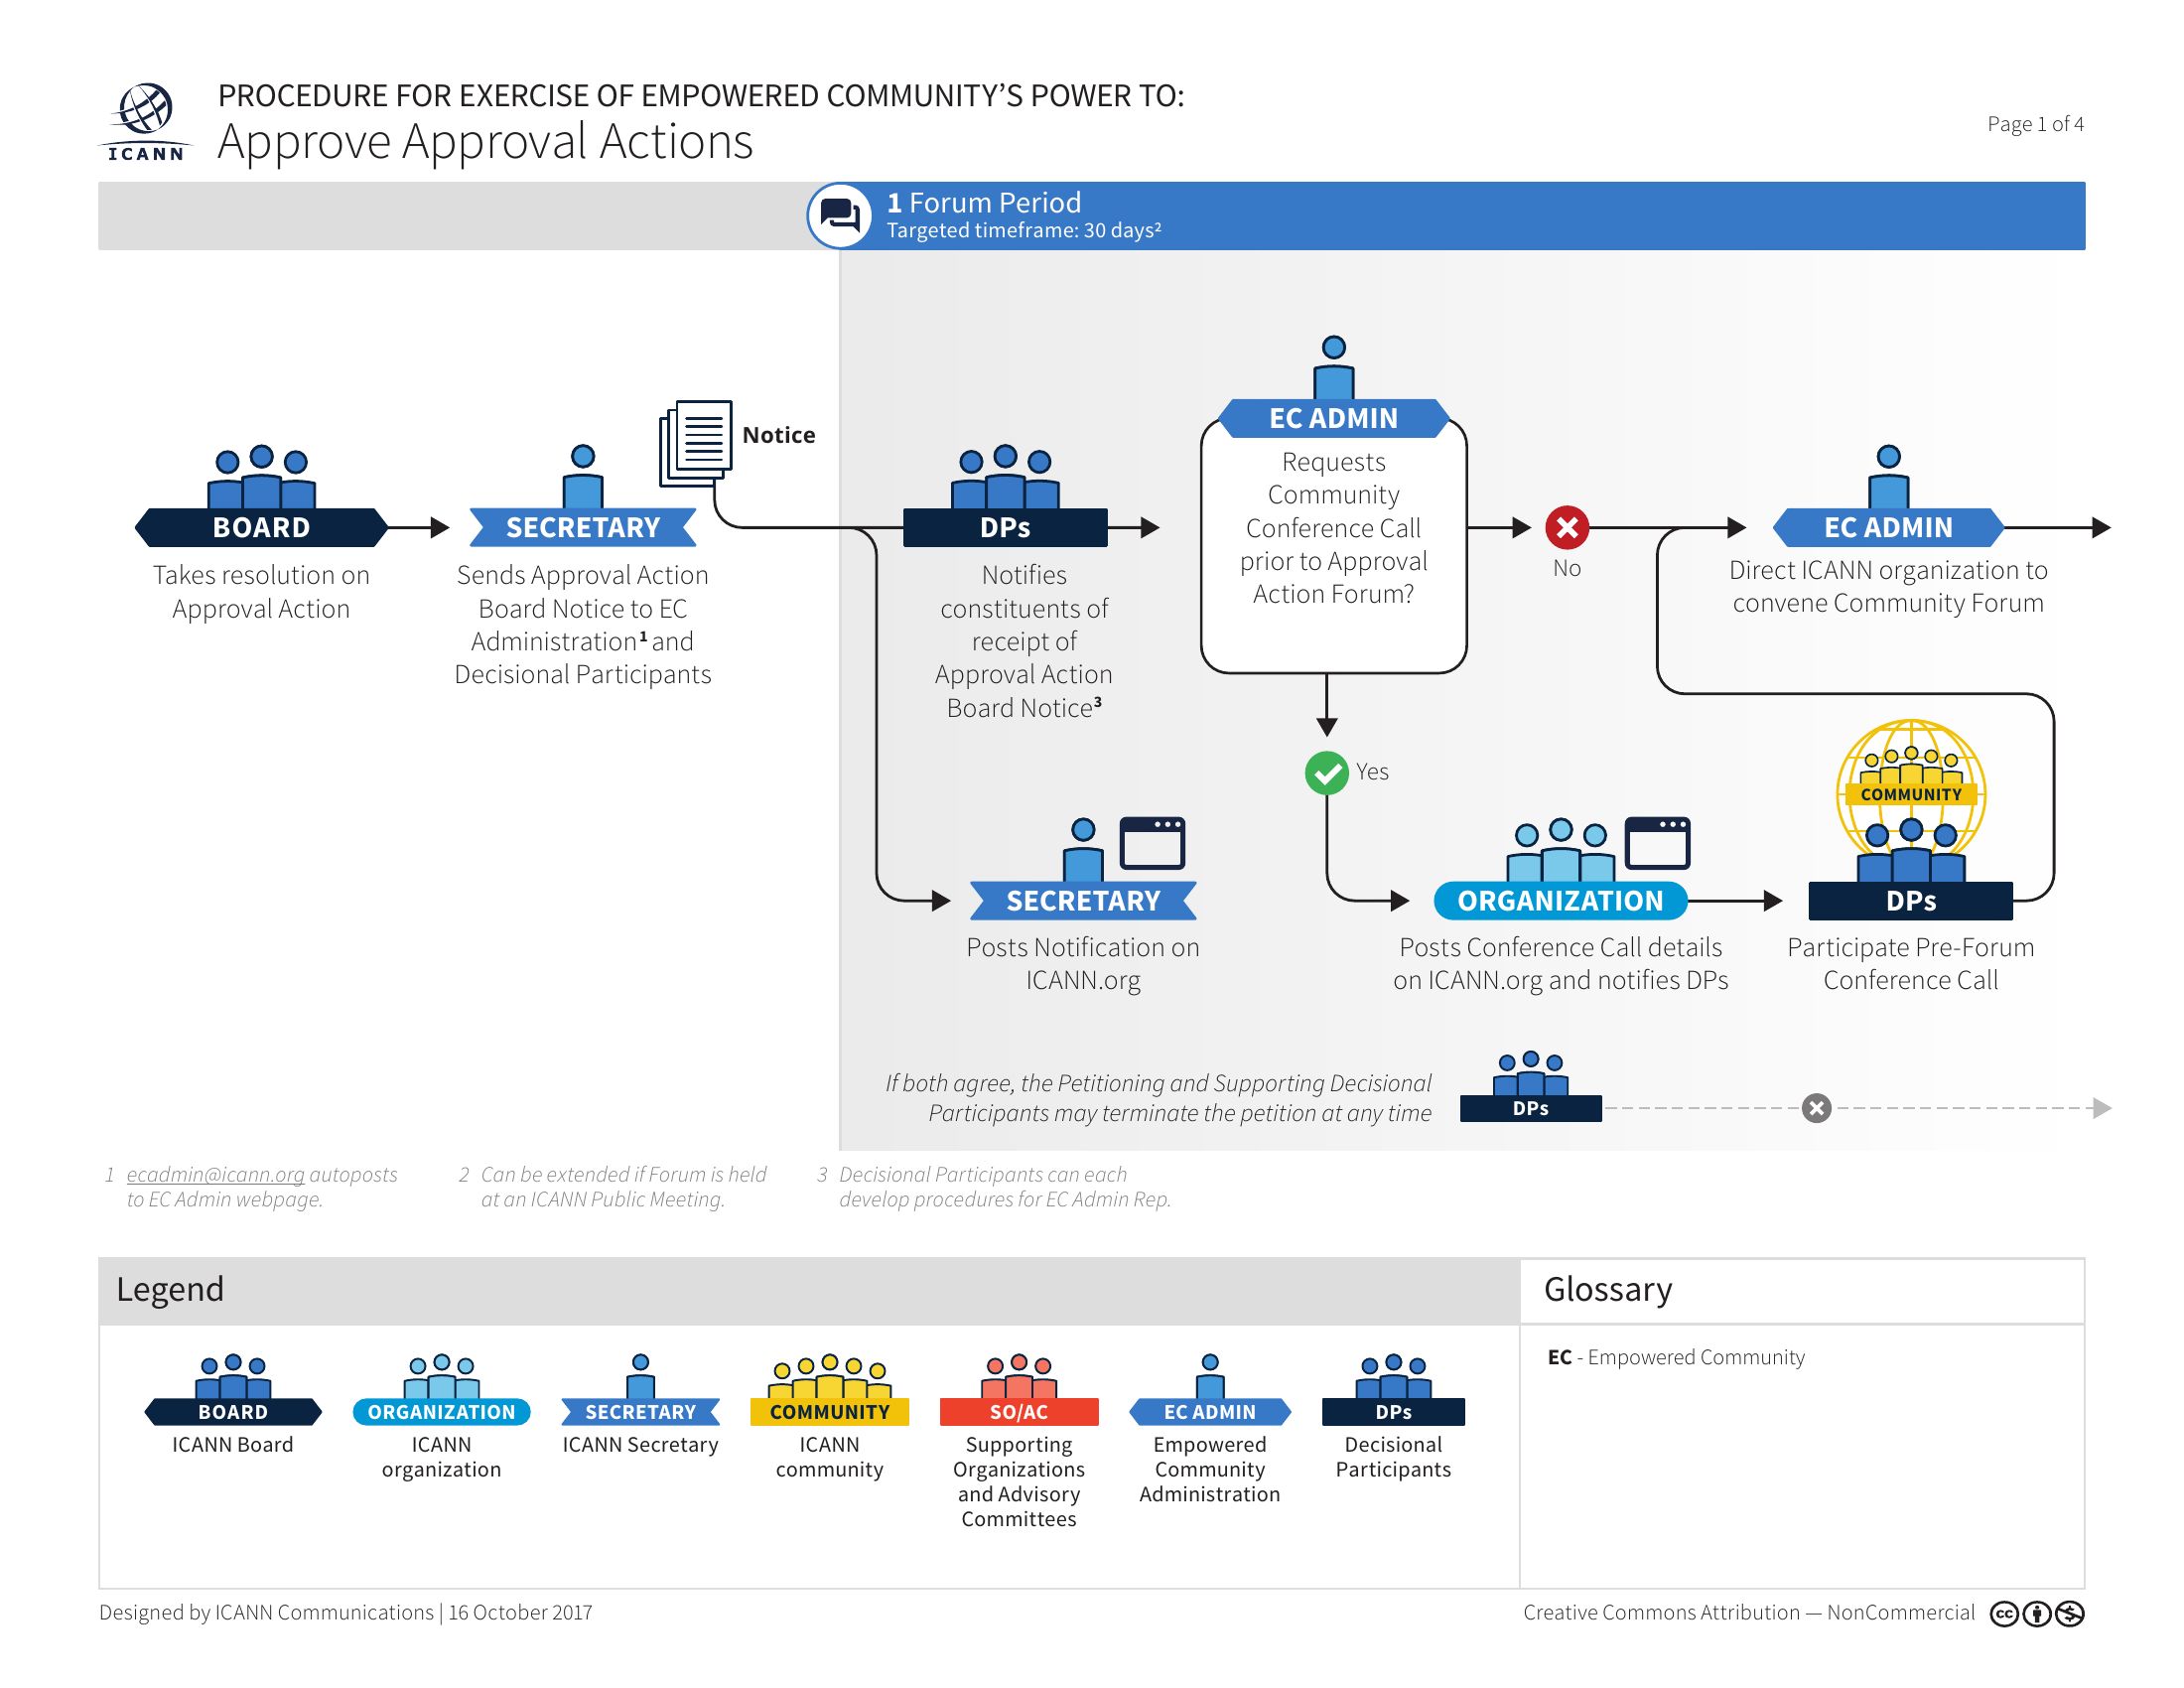 ICANN
PROCEDURE FOR EXERCISE OF EMPOWERED COMMUNITY’S POWER TO:
Approve Approval Actions
Page 1 of 4
1 Forum Period
Targeted timeframe: 30 days²
Notice
BOARD
Takes resolution on
Approval Action
SECRETARY
Sends Approval Action
Board Notice to EC
Administration¹ and
Decisional Participants
DPs
Notifies
constituents of
receipt of
Approval Action
Board Notice³
EC ADMIN
Requests
Community
Conference Call
prior to Approval
Action Forum?
No
EC ADMIN
Direct ICANN organization to
convene Community Forum
Yes
SECRETARY
Posts Notification on
ICANN.org
ORGANIZATION
Posts Conference Call details
on ICANN.org and notifies DPs
COMMUNITY
DPs
Participate Pre-Forum
Conference Call
If both agree, the Petitioning and Supporting Decisional
Participants may terminate the petition at any time
DPs
1 ecadmin@icann.org autoposts
to EC Admin webpage.
2 Can be extended if Forum is held
at an ICANN Public Meeting.
3 Decisional Participants can each
develop procedures for EC Admin Rep.
Legend
BOARD
ICANN Board
ORGANIZATION
ICANN
organization
SECRETARY
ICANN Secretary
COMMUNITY
ICANN
community
SO/AC
Supporting
Organizations
and Advisory
Committees
EC ADMIN
Empowered
Community
Administration
DPs
Decisional
Participants
Glossary
EC - Empowered Community
Designed by ICANN Communications | 16 October 2017
Creative Commons Attribution — NonCommercial
cc